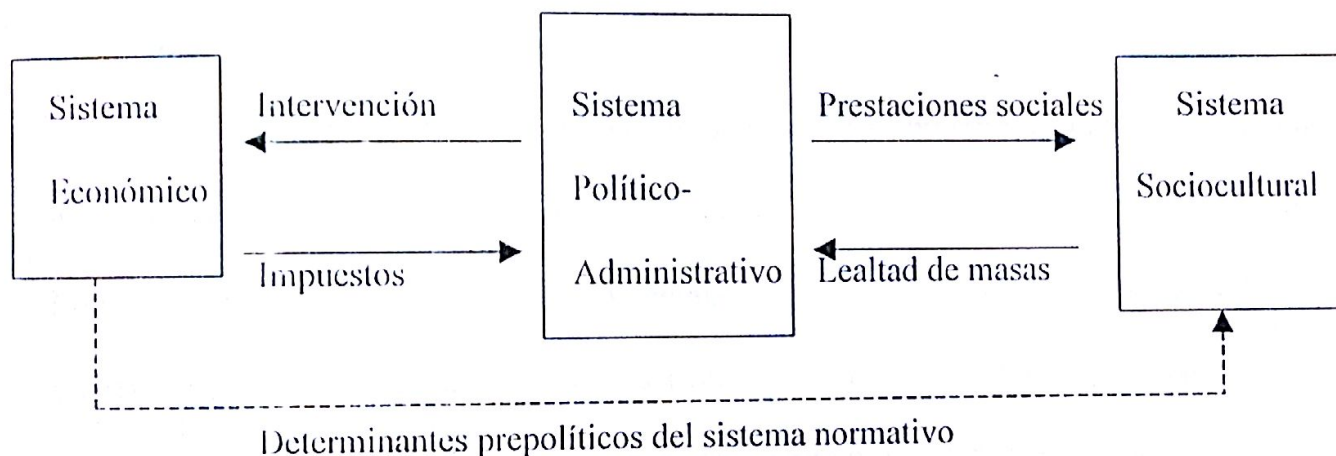 Sistema
Económico
Intervención
Impuestos
Sistema
Político-
Administrativo
Prestaciones sociales
Lealtad de masas
Sistema
Sociocultural
Determinantes prepolíticos del sistema normativo